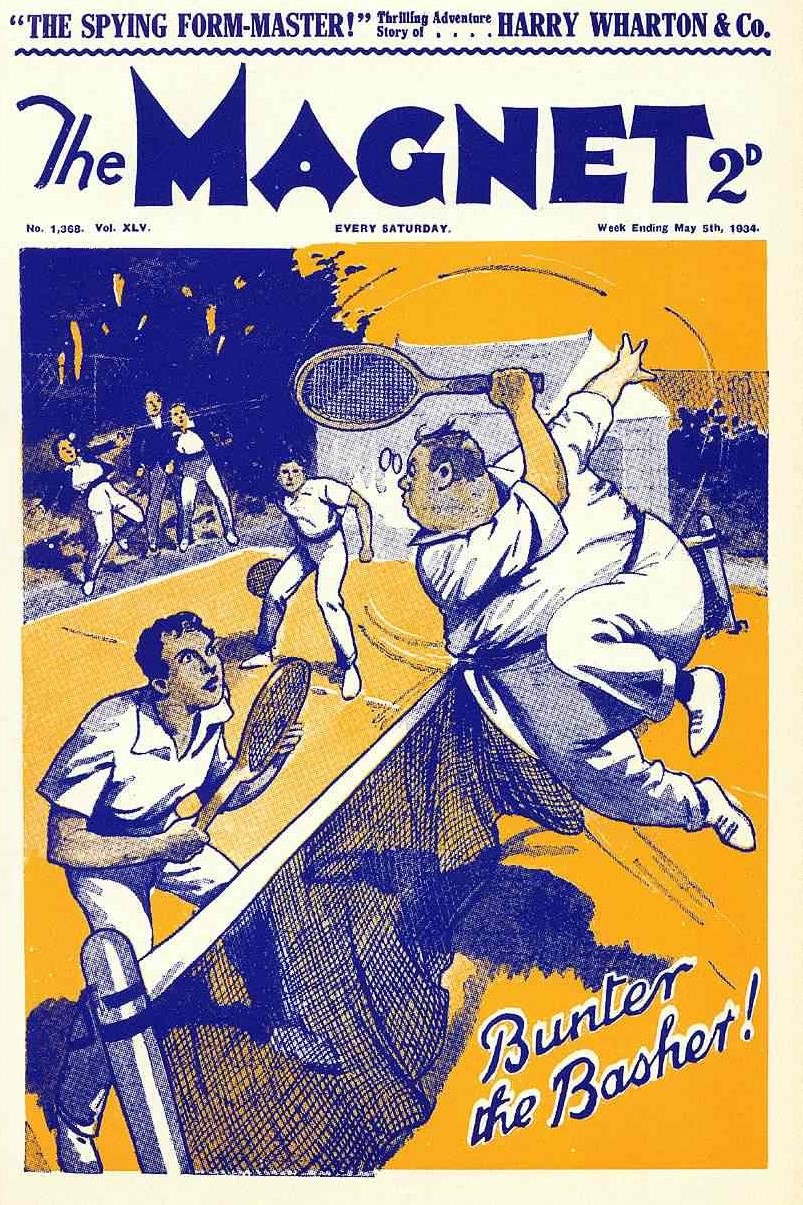 "THE SPYING FORM-MASTER!" Thrilling Adventure Story of . . . . HARRY WHARTON & Co.
The MAGNET 2D
No. 1,368. Vol. XLV. EVERY SATURDAY. Week Ending May 5th, 1934.
Bunter
the Basher!